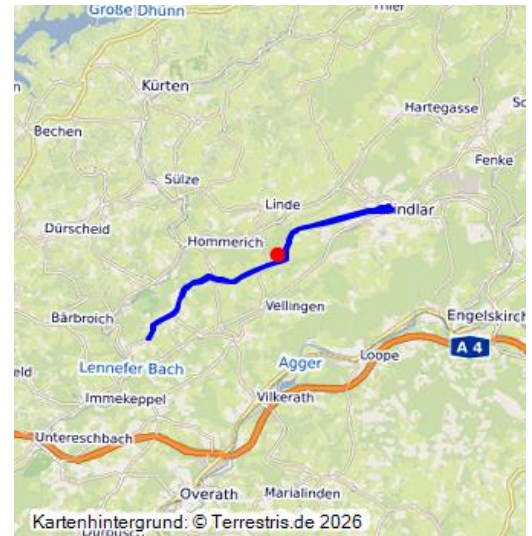 Große Dhünn
Thier
Kürten
Hartegasse
Bechen
Fenke
Sülze
Linde
indlar
Dürscheid
Hommerich
Vellingen
Engelskirch
Bärbroich
A 4
Agger
Loope
Lennefer Bach
Immekeppel
Vilkerath
Untereschbach
Overath
Marialinden
Kartenhintergrund: © Terrestris.de 2026